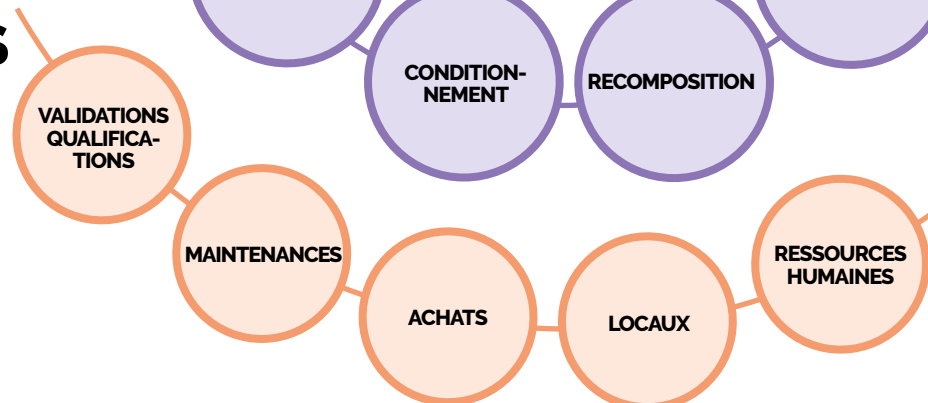 S
CONDITION-
NEMENT
RECOMPOSITION
VALIDATIONS
QUALIFICA-
TIONS
MAINTENANCES
ACHATS
LOCAUX
RESSOURCES
HUMAINES